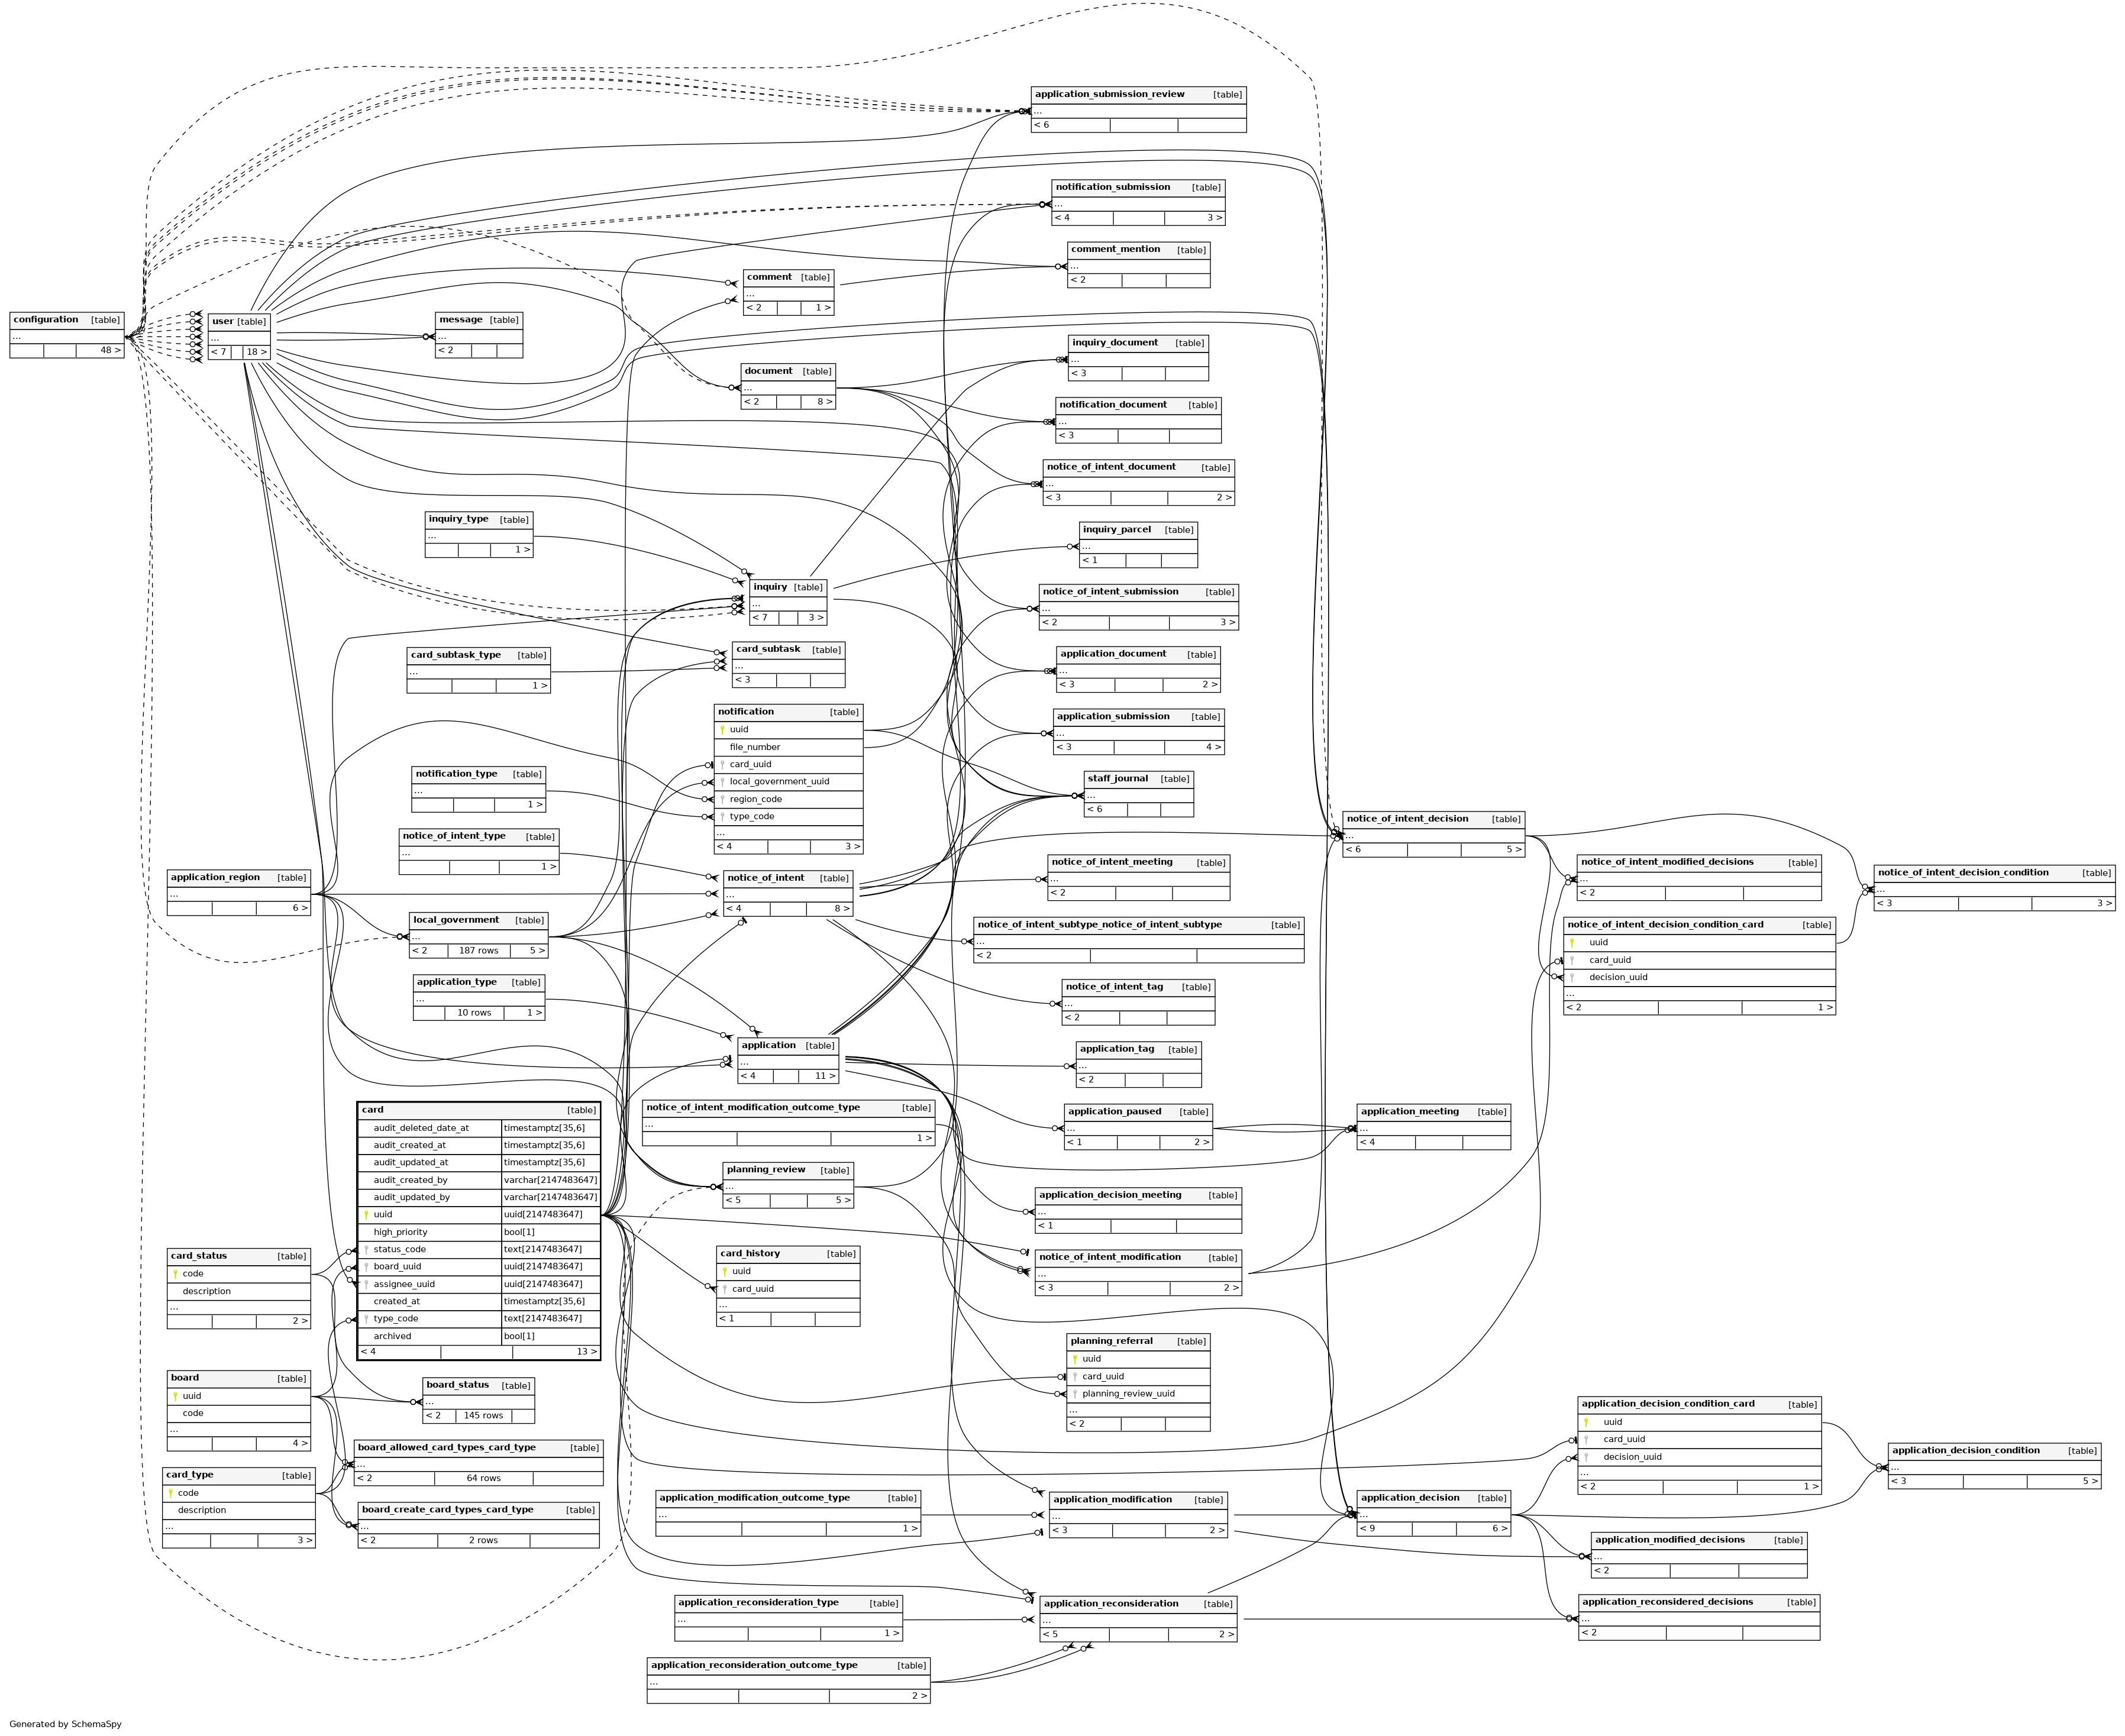 application_submission_review [table]
...
< 6
notification_submission [table]
...
< 4 3 >
comment_mention [table]
...
< 2
comment [table]
...
< 2 1 >
configuration [table]
...
48 >
user [table]
...
< 7 18 >
message [table]
...
< 2
inquiry_document [table]
...
< 3
document [table]
...
< 2 8 >
notification_document [table]
...
< 3
notice_of_intent_document [table]
...
< 3 2 >
inquiry_type [table]
...
1 >
inquiry_parcel [table]
...
< 1
inquiry [table]
...
< 7 3 >
notice_of_intent_submission [table]
...
< 2 3 >
card_subtask_type [table]
...
1 >
card_subtask [table]
...
< 3
application_document [table]
...
< 3 2 >
notification [table]
uuid
file_number
card_uuid
local_government_uuid
region_code
type_code
...
< 4 3 >
application_submission [table]
...
< 3 4 >
notification_type [table]
...
1 >
staff_journal [table]
...
< 6
notice_of_intent_type [table]
...
1 >
notice_of_intent_decision [table]
...
< 6 5 >
application_region [table]
...
6 >
notice_of_intent [table]
...
< 4 8 >
notice_of_intent_meeting [table]
...
< 2
notice_of_intent_modified_decisions [table]
...
< 2
notice_of_intent_decision_condition [table]
...
< 3 3 >
local_government [table]
...
< 2 187 rows 5 >
notice_of_intent_subtype_notice_of_intent_subtype [table]
...
< 2
notice_of_intent_decision_condition_card [table]
uuid
card_uuid
decision_uuid
...
< 2 1 >
application_type [table]
...
10 rows 1 >
notice_of_intent_tag [table]
...
< 2
application [table]
...
< 4 11 >
application_tag [table]
...
< 2
card [table]
audit_deleted_date_at timestamptz[35,6]
audit_created_at timestamptz[35,6]
audit_updated_at timestamptz[35,6]
audit_created_by varchar[2147483647]
audit_updated_by varchar[2147483647]
uuid uuid[2147483647]
high_priority bool[1]
status_code text[2147483647]
board_uuid uuid[2147483647]
assignee_uuid uuid[2147483647]
created_at timestamptz[35,6]
type_code text[2147483647]
archived bool[1]
< 4 13 >
notice_of_intent_modification_outcome_type [table]
...
1 >
application_paused [table]
...
< 1 2 >
application_meeting [table]
...
< 4
planning_review [table]
...
< 5 5 >
application_decision_meeting [table]
...
< 1
card_status [table]
code
description
...
2 >
card_history [table]
uuid
card_uuid
...
< 1
notice_of_intent_modification [table]
...
< 3 2 >
planning_referral [table]
uuid
card_uuid
planning_review_uuid
...
< 2
board [table]
uuid
code
...
4 >
board_status [table]
...
< 2 145 rows
application_decision_condition_card [table]
uuid
card_uuid
decision_uuid
...
< 2 1 >
board_allowed_card_types_card_type [table]
...
< 2 64 rows
application_decision_condition [table]
...
< 3 5 >
card_type [table]
code
description
...
3 >
board_create_card_types_card_type [table]
...
< 2 2 rows
application_modification_outcome_type [table]
...
1 >
application_modification [table]
...
< 3 2 >
application_decision [table]
...
< 9 6 >
application_modified_decisions [table]
...
< 2
application_reconsideration_type [table]
...
1 >
application_reconsideration [table]
...
< 5 2 >
application_reconsidered_decisions [table]
...
< 2
application_reconsideration_outcome_type [table]
...
2 >
Generated by SchemaSpy